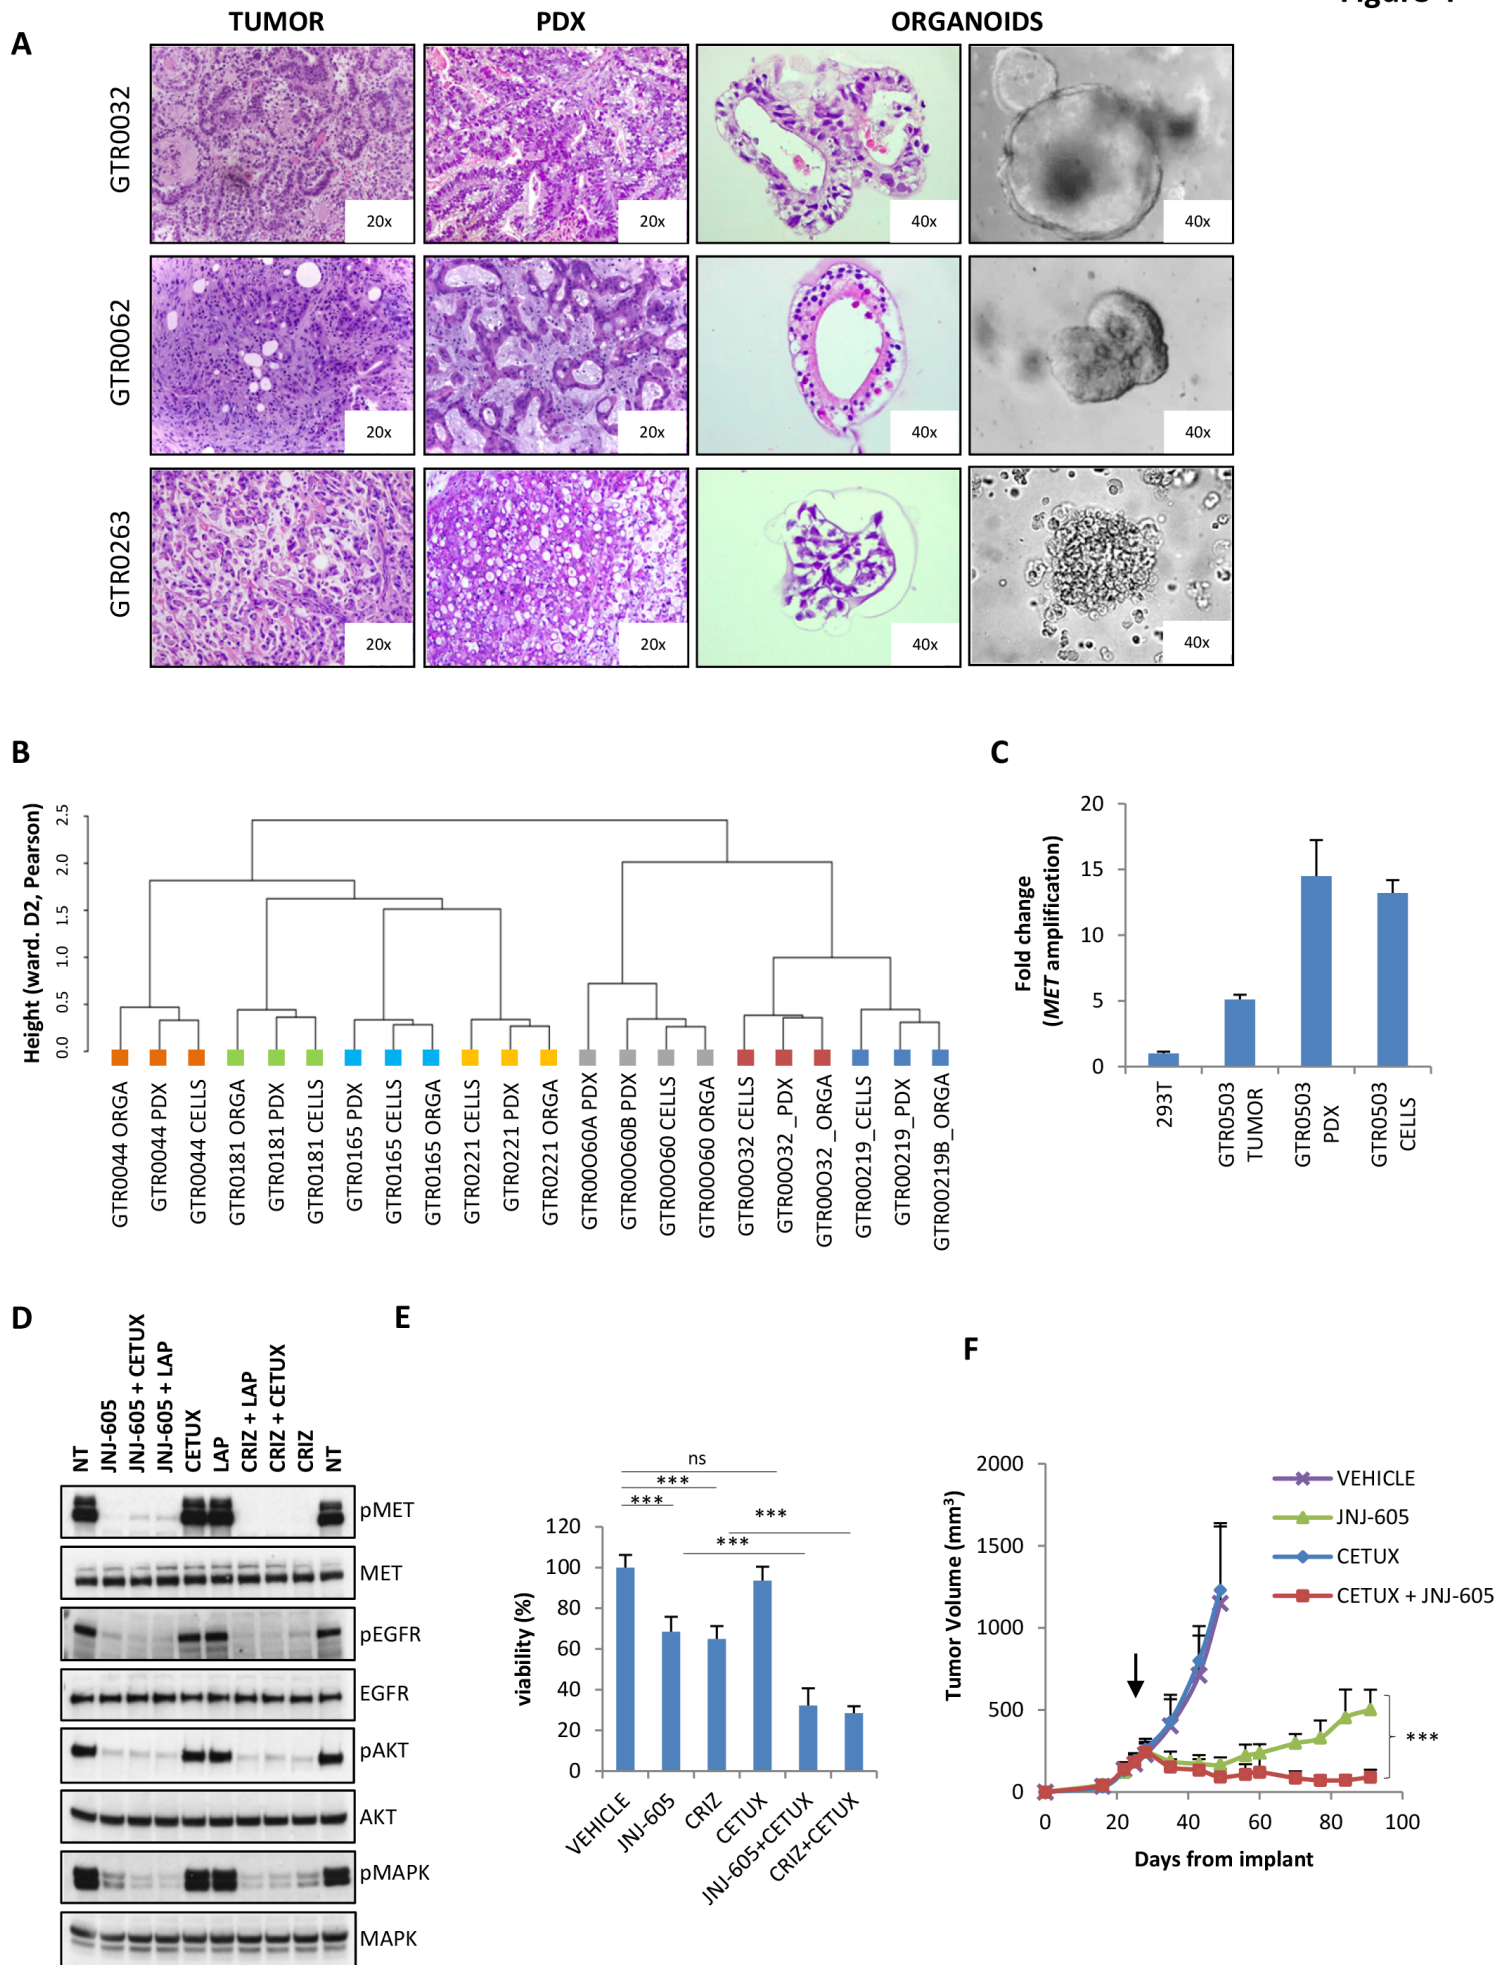 TUMOR PDX ORGANOIDS
A
GTR0032
20x 20x 40x 40x
GTR0062
20x 20x 40x 40x
GTR0263
20x 20x 40x 40x
B
Height (ward. D2, Pearson)
0.0 0.5 1.0 1.5 2.0 2.5
GTR0044 ORGA
GTR0044 PDX
GTR0044 CELLS
GTR0181 ORGA
GTR0181 PDX
GTR0181 CELLS
GTR0165 PDX
GTR0165 CELLS
GTR0165 ORGA
GTR0221 CELLS
GTR0221 PDX
GTR0221 ORGA
GTR00O60A PDX
GTR00O60B PDX
GTR00O60 CELLS
GTR00O60 ORGA
GTR00O32 CELLS
GTR00O32 _PDX
GTR00O32 _ORGA
GTR00219_CELLS
GTR00219_PDX
GTR00219B_ORGA
C
Fold change
(MET amplification)
20
15
10
5
0
293T
GTR0503
TUMOR
GTR0503
PDX
GTR0503
CELLS
D
NT
JNJ-605
JNJ-605 + CETUX
JNJ-605 + LAP
CETUX
LAP
CRIZ + LAP
CRIZ + CETUX
CRIZ
NT
pMET
MET
pEGFR
EGFR
pAKT
AKT
pMAPK
MAPK
E
ns
***
***
***
***
viability (%)
120
100
80
60
40
20
0
VEHICLE
JNJ-605
CRIZ
CETUX
JNJ-605+CETUX
CRIZ+CETUX
F
Tumor Volume (mm³)
2000
1500
1000
500
0
VEHICLE
JNJ-605
CETUX
CETUX + JNJ-605
***
0 20 40 60 80 100
Days from implant